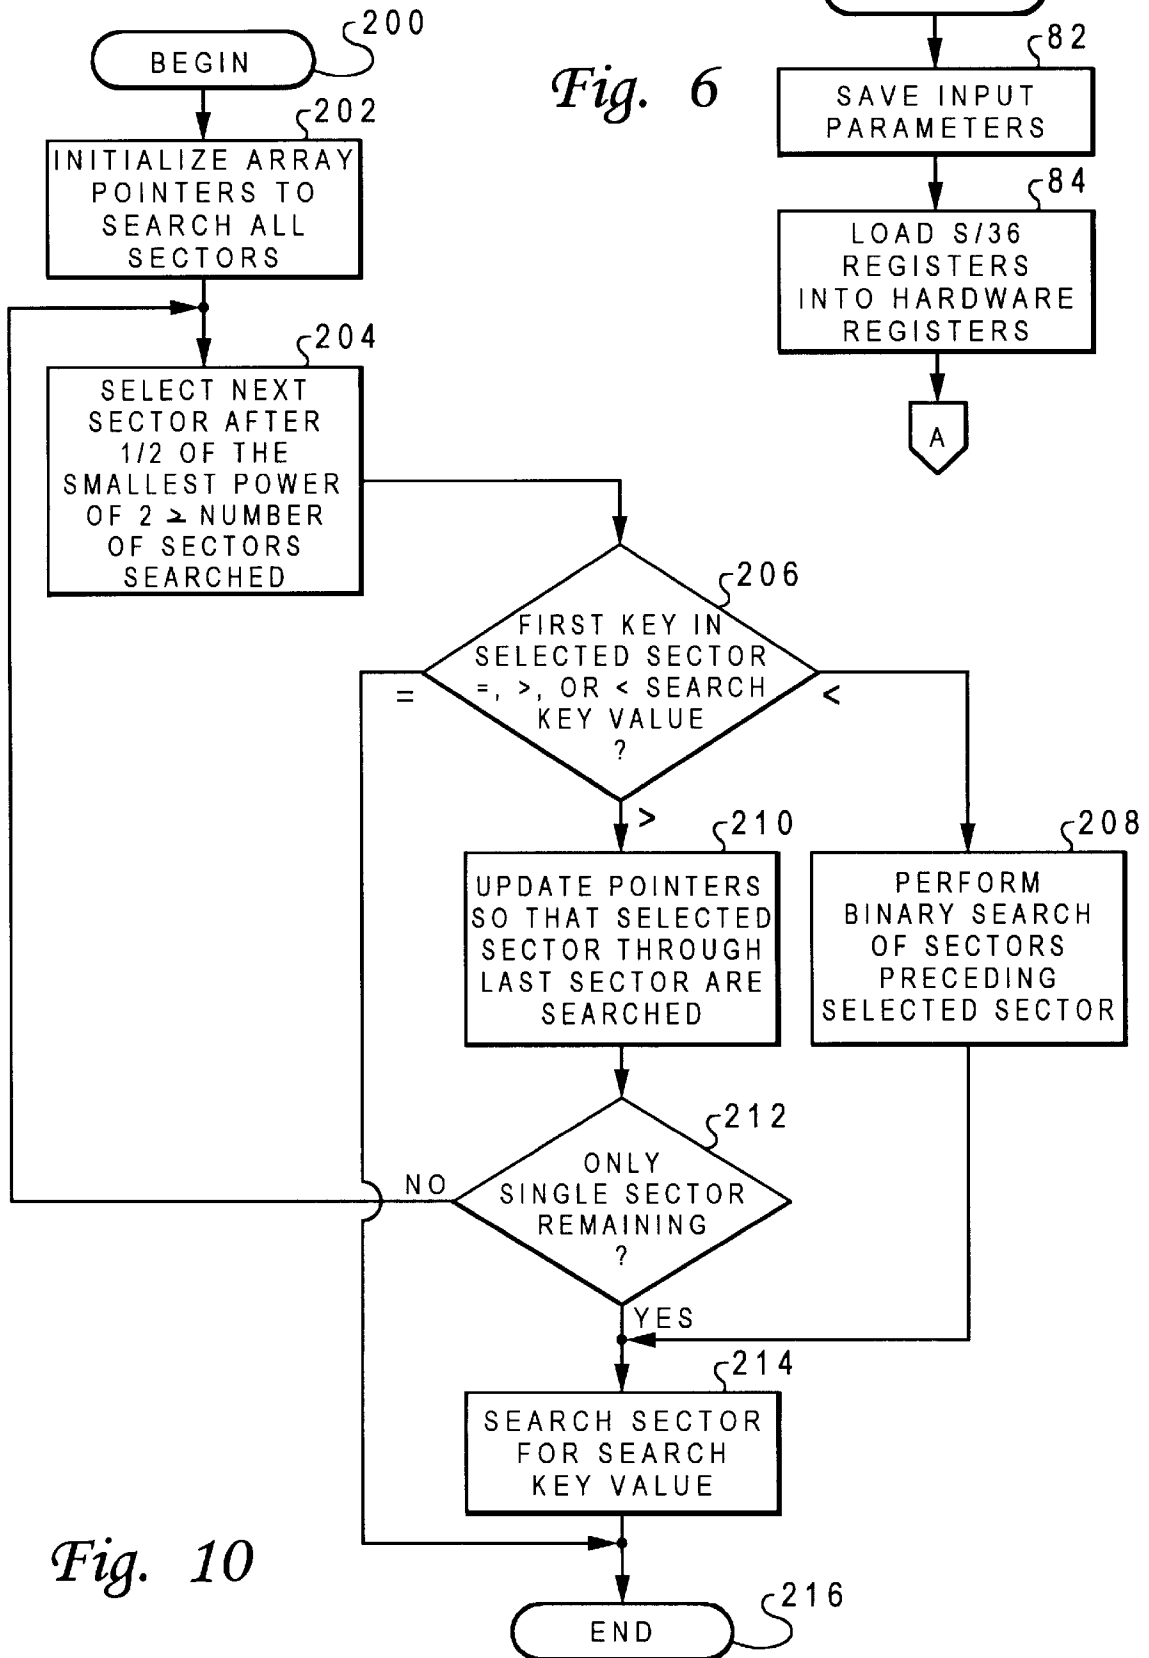 200
BEGIN
202
INITIALIZE ARRAY
POINTERS TO
SEARCH ALL
SECTORS
204
SELECT NEXT
SECTOR AFTER
1/2 OF THE
SMALLEST POWER
OF 2 ≥ NUMBER
OF SECTORS
SEARCHED
206
FIRST KEY IN
SELECTED SECTOR
=, >, OR < SEARCH
KEY VALUE
?
=
<
>
210
UPDATE POINTERS
SO THAT SELECTED
SECTOR THROUGH
LAST SECTOR ARE
SEARCHED
208
PERFORM
BINARY SEARCH
OF SECTORS
PRECEDING
SELECTED SECTOR
212
ONLY
SINGLE SECTOR
REMAINING
?
NO
YES
214
SEARCH SECTOR
FOR SEARCH
KEY VALUE
216
END
Fig. 10
Fig. 6
82
SAVE INPUT
PARAMETERS
84
LOAD S/36
REGISTERS
INTO HARDWARE
REGISTERS
A